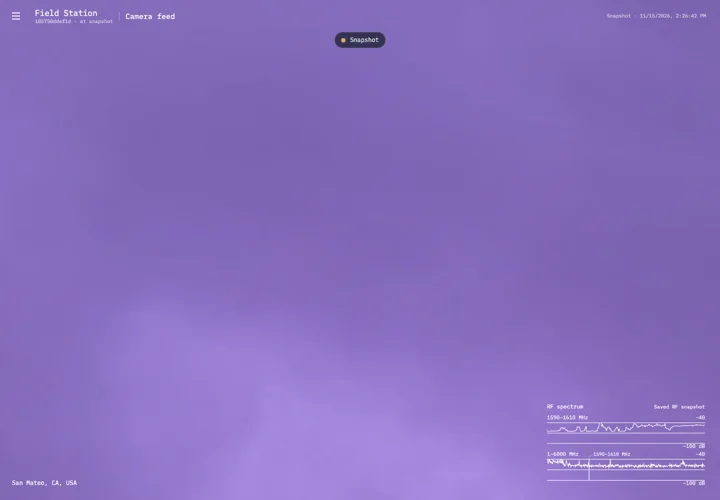 Field Station
Camera feed
Snapshot · 11/15/2026, 2:26:42 PM
Snapshot
RF spectrum
Saved RF snapshot
1590-1610 MHz
-40
-100 dB
1-6000 MHz
1590-1610 MHz
-40
-100 dB
San Mateo, CA, USA